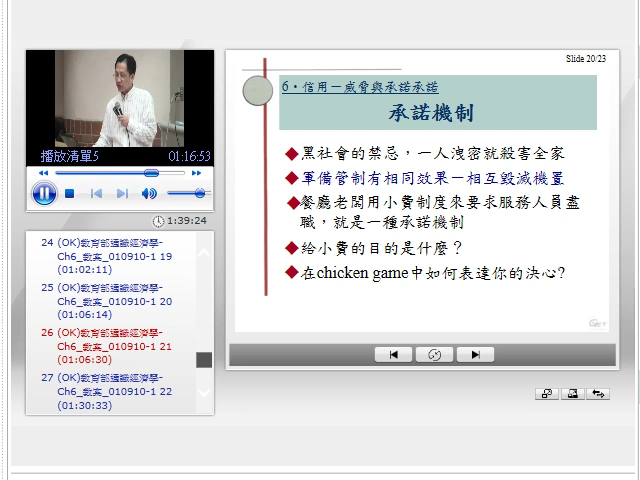 播放清單5
01:16:53
1:39:24
24 (OK)教育部通識經濟學-
Ch6_教案_010910-1 19
(01:02:11)
25 (OK)教育部通識經濟學-
Ch6_教案_010910-1 20
(01:06:14)
26 (OK)教育部通識經濟學-
Ch6_教案_010910-1 21
(01:06:30)
27 (OK)教育部通識經濟學-
Ch6_教案_010910-1 22
(01:30:33)
Slide 20/23
6‧信用－威脅與承諾承諾
承諾機制
黑社會的禁忌，一人洩密就殺害全家
軍備管制有相同效果－相互毀滅機置
餐廳老闆用小費制度來要求服務人員盡
職，就是一種承諾機制
給小費的目的是什麼？
在chicken game中如何表達你的決心?